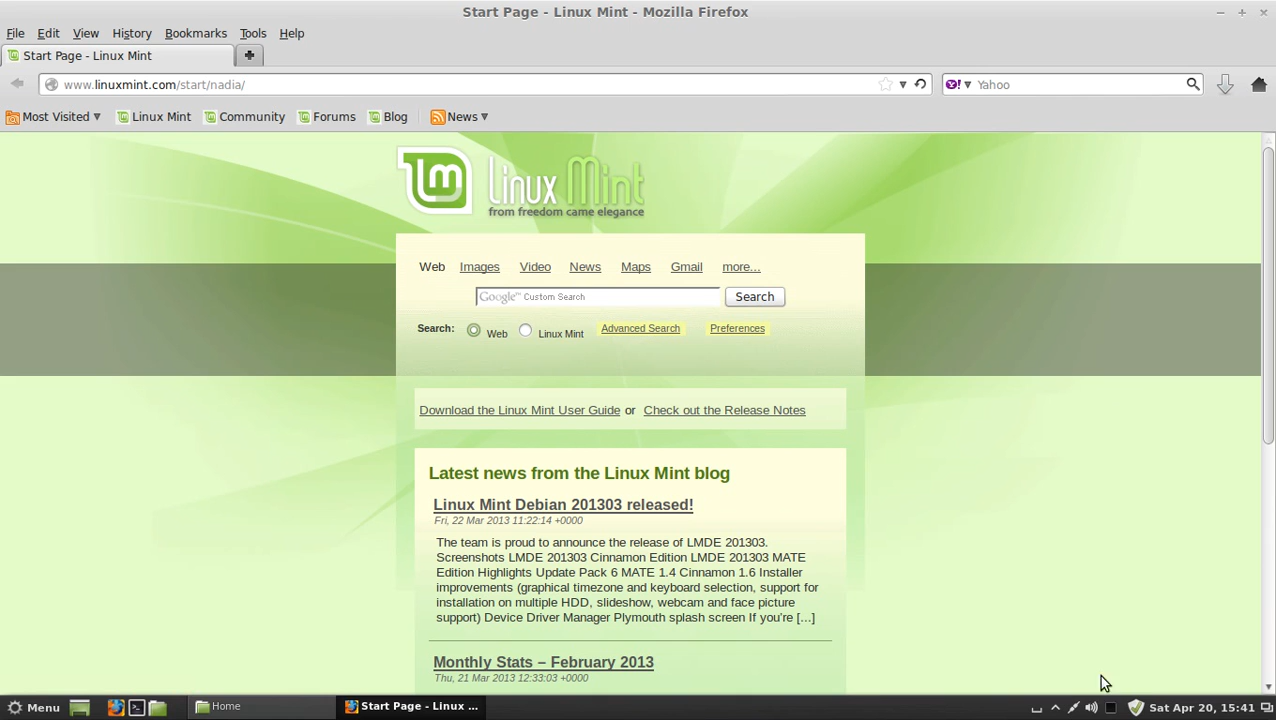 Start Page - Linux Mint - Mozilla Firefox
File Edit View History Bookmarks Tools Help
Start Page - Linux Mint
www.linuxmint.com/start/nadia/
Yahoo
Most Visited Linux Mint Community Forums Blog News
Linux Mint
from freedom came elegance
Web Images Video News Maps Gmail more...
Google™ Custom Search Search
Search: Web Linux Mint Advanced Search Preferences
Download the Linux Mint User Guide or Check out the Release Notes
Latest news from the Linux Mint blog
Linux Mint Debian 201303 released!
Fri, 22 Mar 2013 11:22:14 +0000
The team is proud to announce the release of LMDE 201303.
Screenshots LMDE 201303 Cinnamon Edition LMDE 201303 MATE
Edition Highlights Update Pack 6 MATE 1.4 Cinnamon 1.6 Installer
improvements (graphical timezone and keyboard selection, support for
installation on multiple HDD, slideshow, webcam and face picture
support) Device Driver Manager Plymouth splash screen If you're [...]
Monthly Stats – February 2013
Thu, 21 Mar 2013 12:33:03 +0000
Menu Home Start Page - Linux ... Sat Apr 20, 15:41